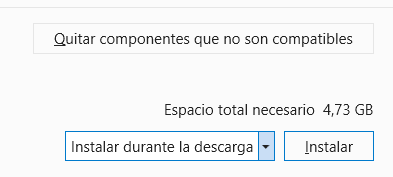 Quitar componentes que no son compatibles
Espacio total necesario 4,73 GB
Instalar durante la descarga
Instalar